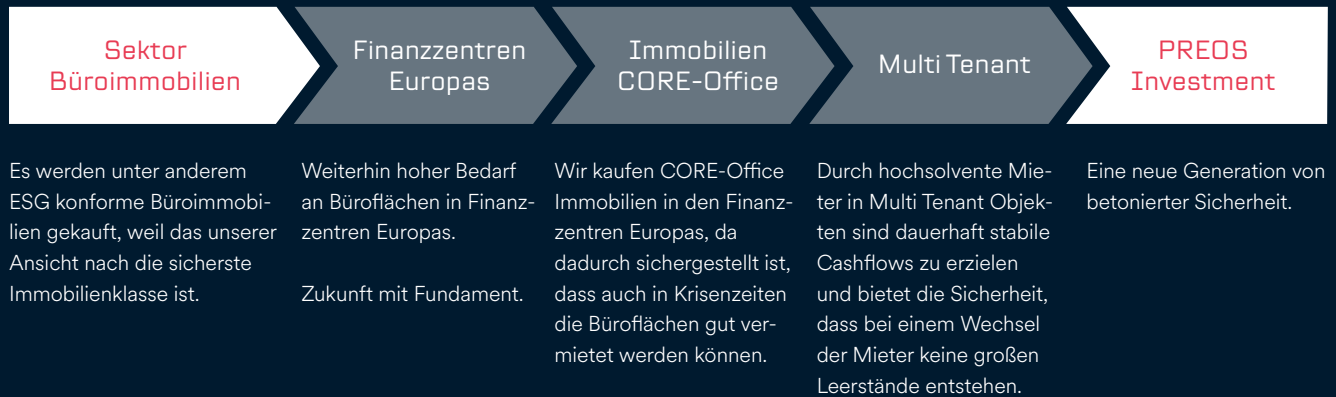 Sektor
Büroimmobilien
Finanzzentren
Europas
Immobilien
CORE-Office
Multi Tenant
PREOS
Investment
Es werden unter anderem
ESG konforme Büroimmobi-
lien gekauft, weil das unserer
Ansicht nach die sicherste
Immobilienklasse ist.
Weiterhin hoher Bedarf
an Büroflächen in Finanz-
zentren Europas.
Zukunft mit Fundament.
Wir kaufen CORE-Office
Immobilien in den Finanz-
zentren Europas, da
dadurch sichergestellt ist,
dass auch in Krisenzeiten
die Büroflächen gut ver-
mietet werden können.
Durch hochsolvente Mie-
ter in Multi Tenant Objek-
ten sind dauerhaft stabile
Cashflows zu erzielen
und bietet die Sicherheit,
dass bei einem Wechsel
der Mieter keine großen
Leerstände entstehen.
Eine neue Generation von
betonierter Sicherheit.